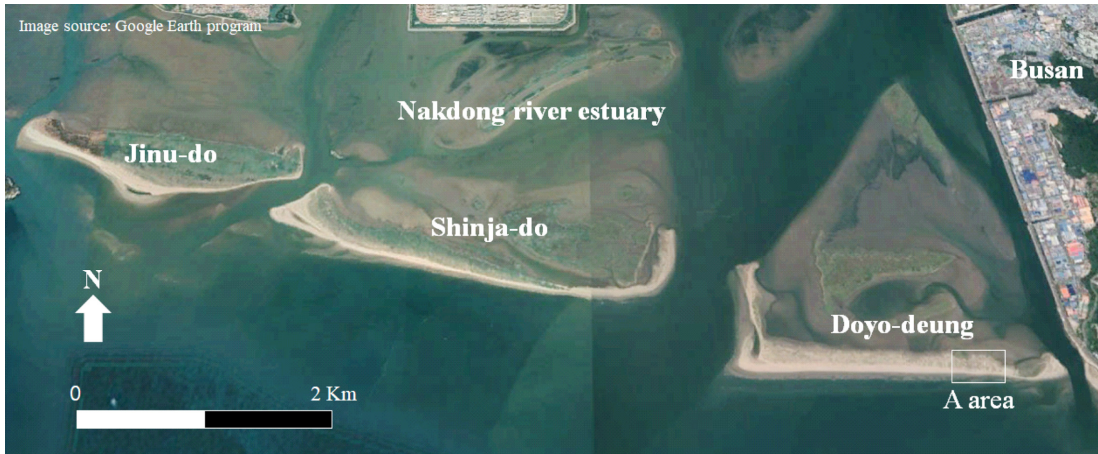 Image source: Google Earth program
Busan
Nakdong river estuary
Jinu-do
Shinja-do
N
Doyo-deung
0 2 Km
A area